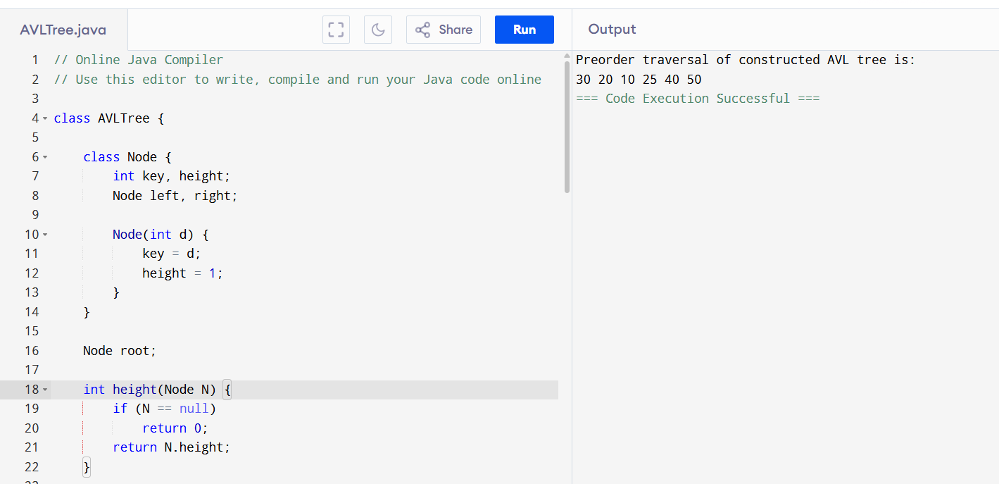 AVLTree.java
Share
Run
Output
1 // Online Java Compiler
2 // Use this editor to write, compile and run your Java code online
3
4 class AVLTree {
5
6     class Node {
7         int key, height;
8         Node left, right;
9
10         Node(int d) {
11             key = d;
12             height = 1;
13         }
14     }
15
16     Node root;
17
18     int height(Node N) {
19         if (N == null)
20             return 0;
21         return N.height;
22     }
Preorder traversal of constructed AVL tree is:
30 20 10 25 40 50
=== Code Execution Successful ===